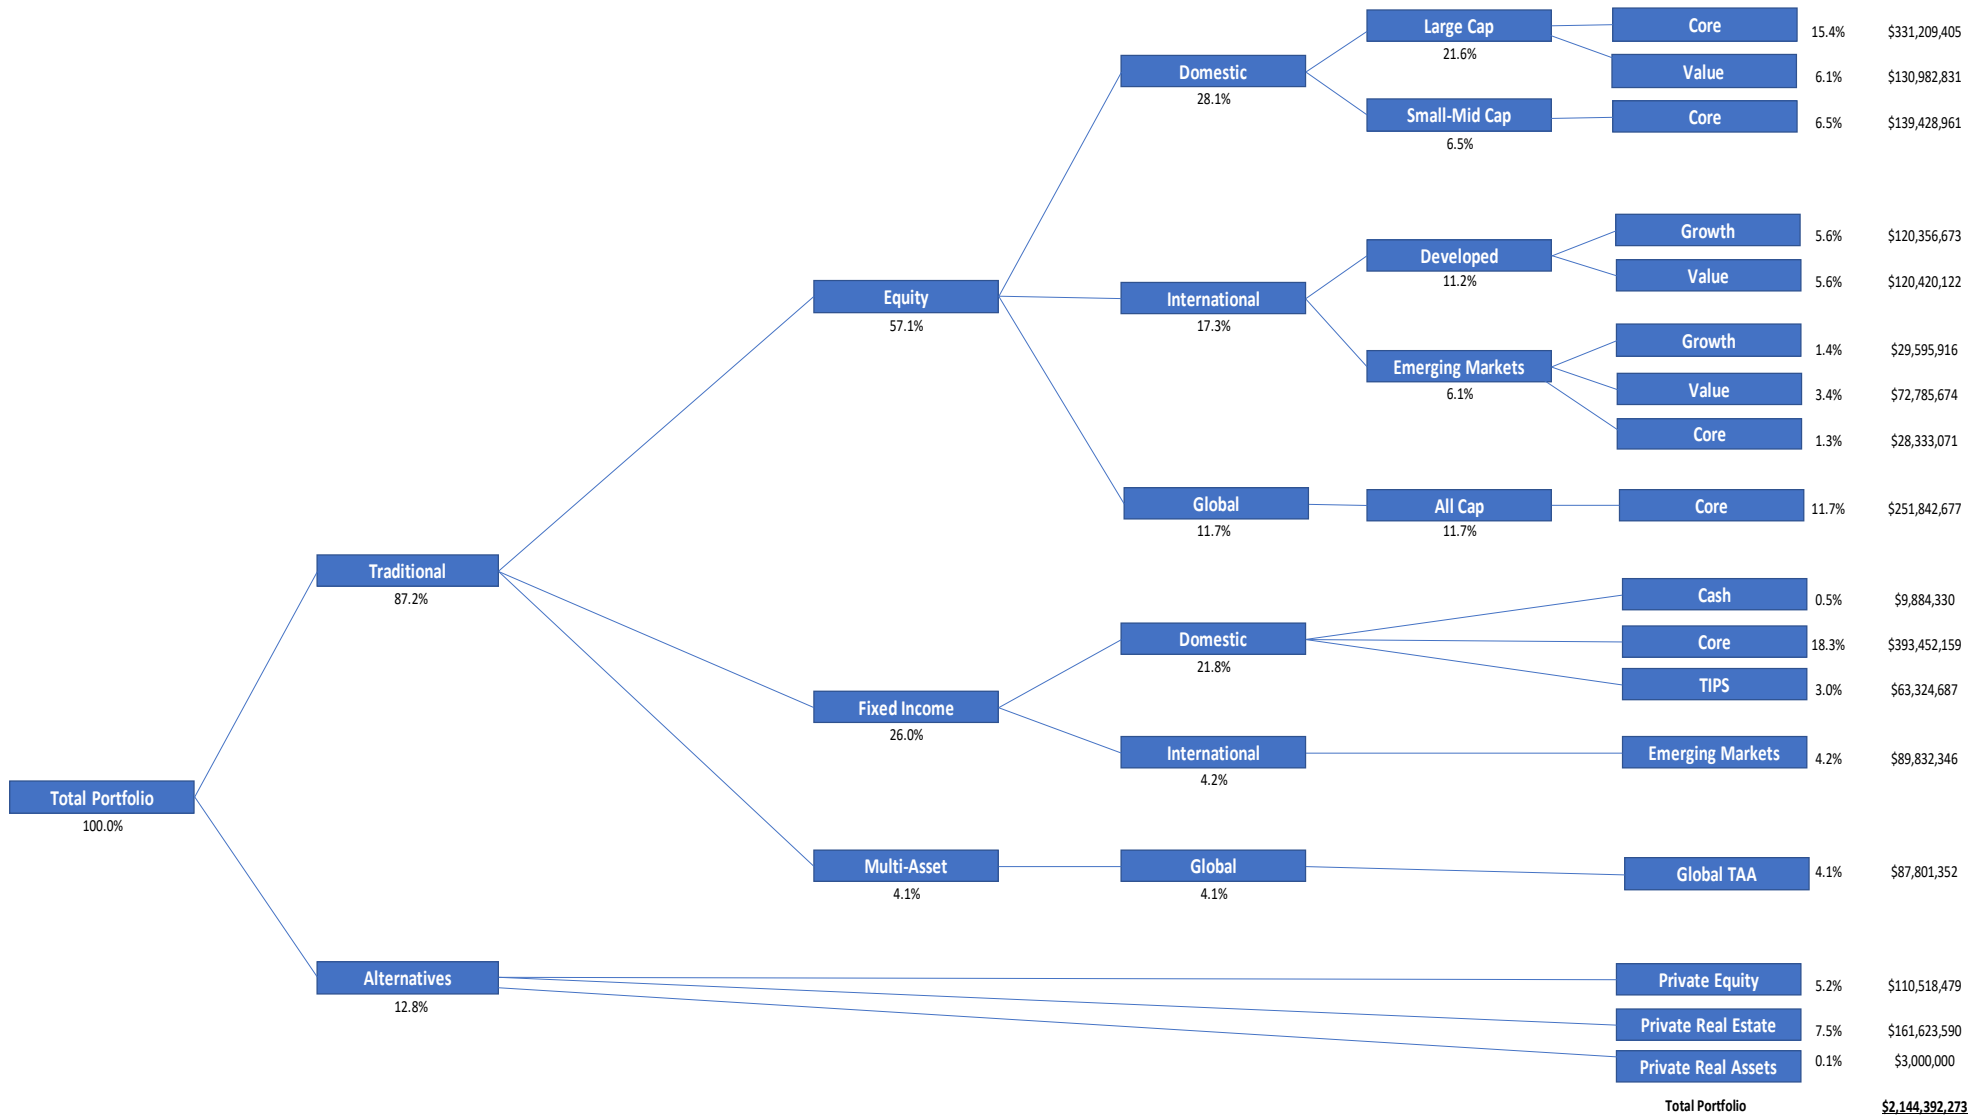 Large Cap
21.6%
Core
15.4%
$331,209,405
Domestic
28.1%
Value
6.1%
$130,982,831
Small-Mid Cap
6.5%
Core
6.5%
$139,428,961
Growth
5.6%
$120,356,673
Developed
11.2%
Value
5.6%
$120,420,122
Equity
57.1%
International
17.3%
Growth
1.4%
$29,595,916
Emerging Markets
6.1%
Value
3.4%
$72,785,674
Core
1.3%
$28,333,071
Global
11.7%
All Cap
11.7%
Core
11.7%
$251,842,677
Traditional
87.2%
Cash
0.5%
$9,884,330
Domestic
21.8%
Core
18.3%
$393,452,159
TIPS
3.0%
$63,324,687
Fixed Income
26.0%
International
4.2%
Emerging Markets
4.2%
$89,832,346
Total Portfolio
100.0%
Multi-Asset
4.1%
Global
4.1%
Global TAA
4.1%
$87,801,352
Alternatives
12.8%
Private Equity
5.2%
$110,518,479
Private Real Estate
7.5%
$161,623,590
Private Real Assets
0.1%
$3,000,000
Total Portfolio
$2,144,392,273